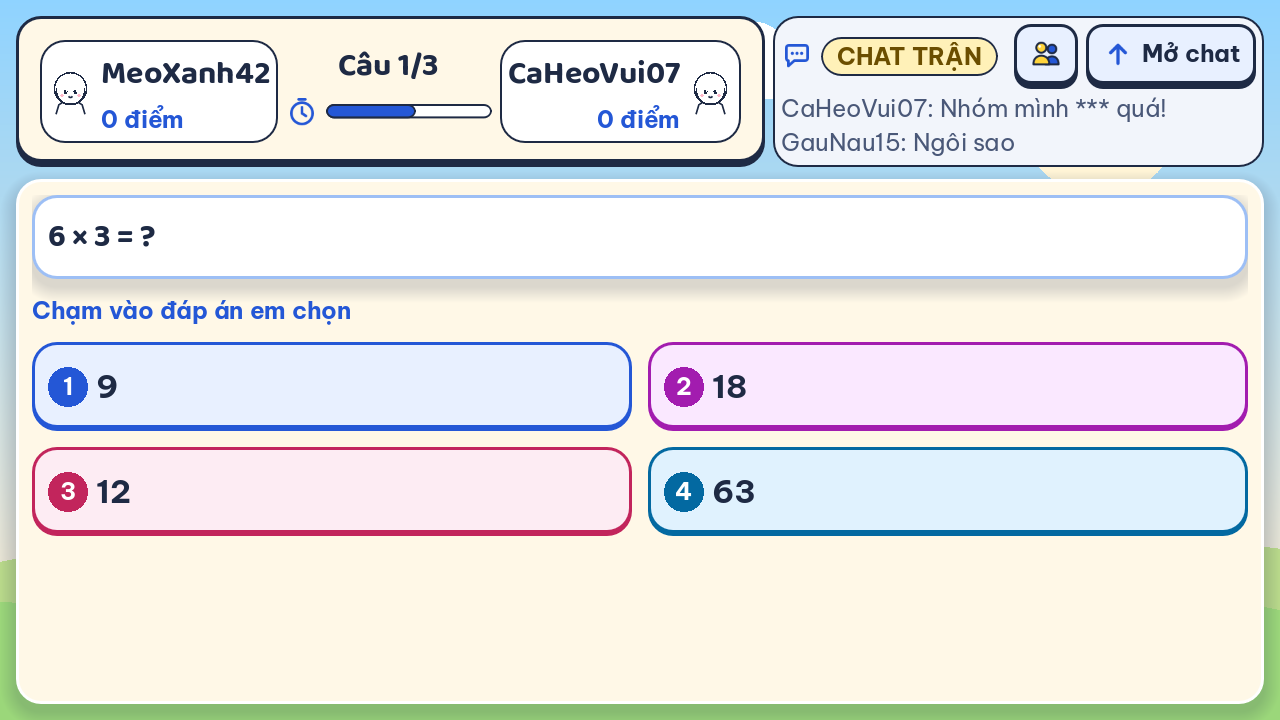 MeoXanh42
0 điểm
Câu 1/3
CaHeoVui07
0 điểm
CHAT TRẬN
Mở chat
CaHeoVui07: Nhóm mình *** quá!
GauNau15: Ngôi sao
6 × 3 = ?
Chạm vào đáp án em chọn
1 9
2 18
3 12
4 63